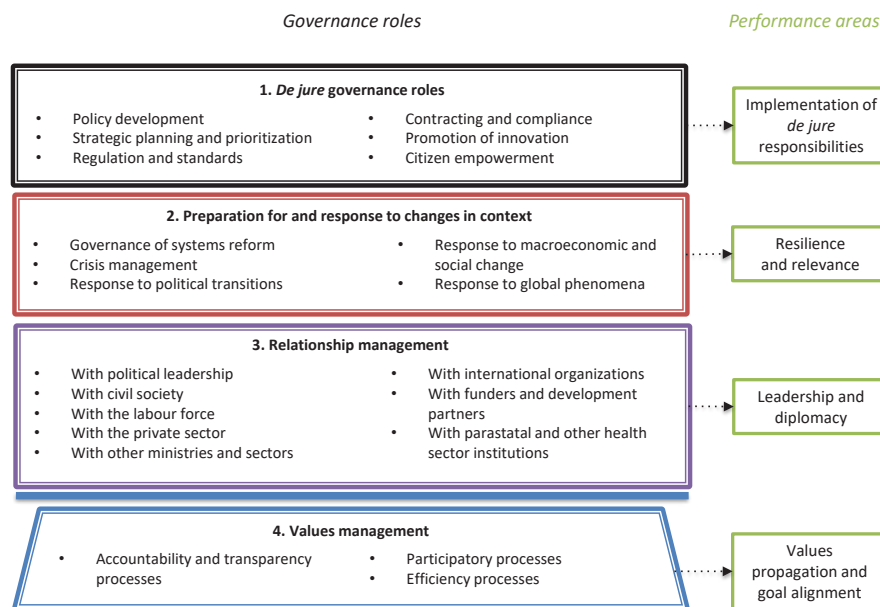 Governance roles
Performance areas
1. De jure governance roles
• Policy development
• Strategic planning and prioritization
• Regulation and standards
• Contracting and compliance
• Promotion of innovation
• Citizen empowerment
Implementation of
de jure
responsibilities
2. Preparation for and response to changes in context
• Governance of systems reform
• Crisis management
• Response to political transitions
• Response to macroeconomic and
social change
• Response to global phenomena
Resilience
and relevance
3. Relationship management
• With political leadership
• With civil society
• With the labour force
• With the private sector
• With other ministries and sectors
• With international organizations
• With funders and development
partners
• With parastatal and other health
sector institutions
Leadership and
diplomacy
4. Values management
• Accountability and transparency
processes
• Participatory processes
• Efficiency processes
Values
propagation and
goal alignment